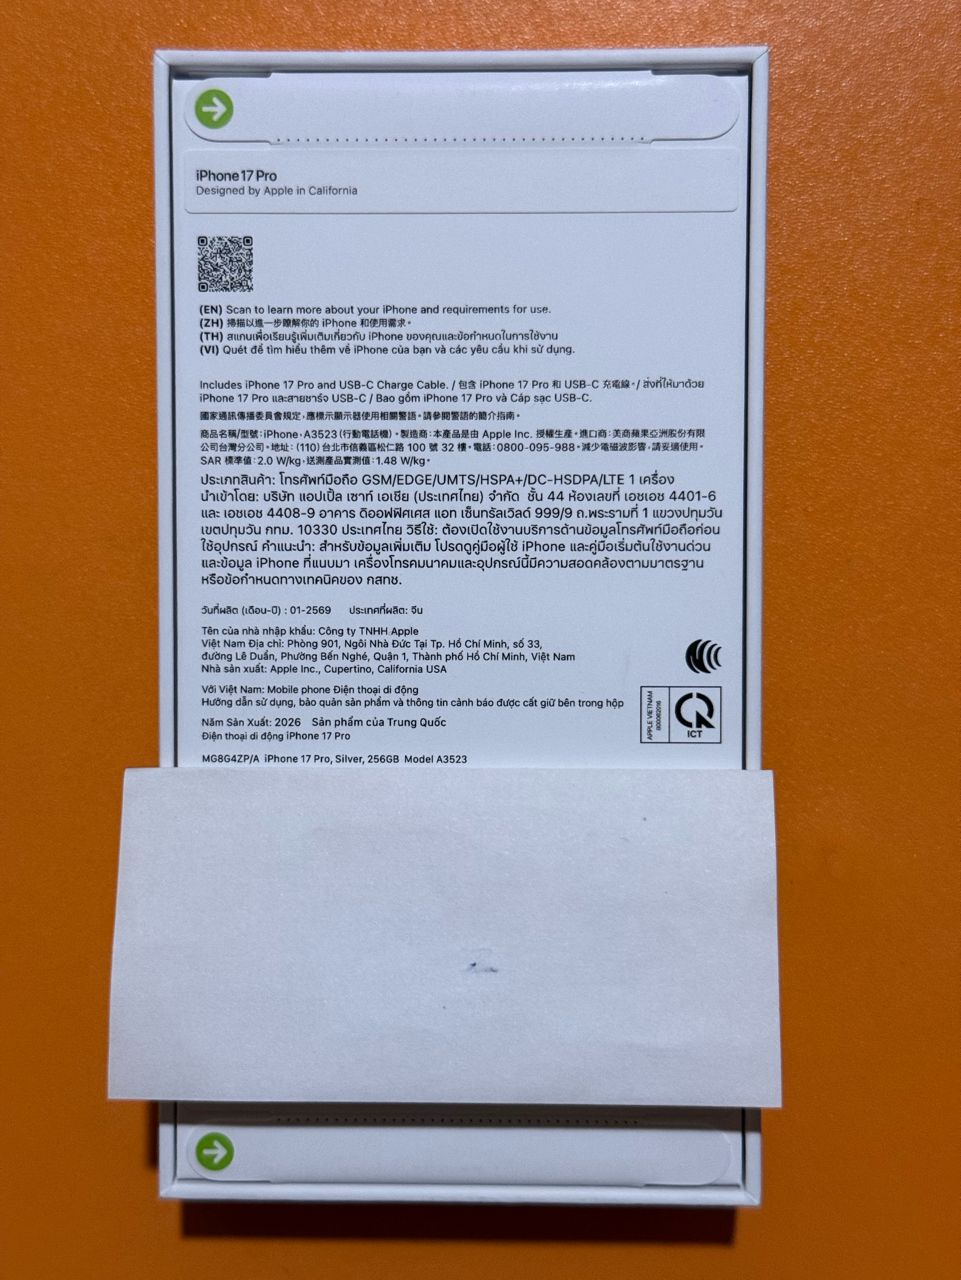 iPhone 17 Pro
Designed by Apple in California
(EN) Scan to learn more about your iPhone and requirements for use.
(ZH) 掃描以進一步瞭解你的 iPhone 和使用需求。
(TH) สแกนเพื่อเรียนรู้เพิ่มเติมเกี่ยวกับ iPhone ของคุณและข้อกำหนดในการใช้งาน
(VI) Quét để tìm hiểu thêm về iPhone của bạn và các yêu cầu khi sử dụng.
Includes iPhone 17 Pro and USB-C Charge Cable. / 包含 iPhone 17 Pro 和 USB-C 充電線。/ สิ่งที่ให้มาด้วย
iPhone 17 Pro และสายชาร์จ USB-C / Bao gồm iPhone 17 Pro và Cáp sạc USB-C.
國家通訊傳播委員會規定，應標示顯示器使用相關警語。請參閱警語的簡介指南。
商品名稱/型號：iPhone，A3523 (行動電話機)。製造商：本產品是由 Apple Inc. 授權生產。進口商：美商蘋果亞洲股份有限
公司台灣分公司。地址： (110) 台北市信義區松仁路 100 號 32 樓。電話：0800-095-988。減少電磁波影響，請妥適使用。
SAR 標準值：2.0 W/kg，送測產品實測值：1.48 W/kg。
ประเภทสินค้า: โทรศัพท์มือถือ GSM/EDGE/UMTS/HSPA+/DC-HSDPA/LTE 1 เครื่อง
นำเข้าโดย: บริษัท แอปเปิ้ล เซาท์ เอเชีย (ประเทศไทย) จำกัด ชั้น 44 ห้องเลขที่ เอชเอช 4401-6
และ เอชเอช 4408-9 อาคาร ดิออฟฟิศเศส แอท เซ็นทรัลเวิลด์ 999/9 ถ.พระรามที่ 1 แขวงปทุมวัน
เขตปทุมวัน กทม. 10330 ประเทศไทย วิธีใช้: ต้องเปิดใช้งานบริการด้านข้อมูลโทรศัพท์มือถือก่อน
ใช้อุปกรณ์ คำแนะนำ: สำหรับข้อมูลเพิ่มเติม โปรดดูคู่มือผู้ใช้ iPhone และคู่มือเริ่มต้นใช้งานด่วน
และข้อมูล iPhone ที่แนบมา เครื่องโทรคมนาคมและอุปกรณ์นี้มีความสอดคล้องตามมาตรฐาน
หรือข้อกำหนดทางเทคนิคของ กสทช.
วันที่ผลิต (เดือน-ปี) : 01-2569 ประเทศที่ผลิต: จีน
Tên của nhà nhập khẩu: Công ty TNHH Apple
Việt Nam Địa chỉ: Phòng 901, Ngôi Nhà Đức Tại Tp. Hồ Chí Minh, số 33,
đường Lê Duẩn, Phường Bến Nghé, Quận 1, Thành phố Hồ Chí Minh, Việt Nam
Nhà sản xuất: Apple Inc., Cupertino, California USA
Với Việt Nam: Mobile phone Điện thoại di động
Hướng dẫn sử dụng, bảo quản sản phẩm và thông tin cảnh báo được cất giữ bên trong hộp
APPLE VIETNAM
ICT
Năm Sản Xuất: 2026 Sản phẩm của Trung Quốc
Điện thoại di động iPhone 17 Pro
MG8G4ZP/A iPhone 17 Pro, Silver, 256GB Model A3523